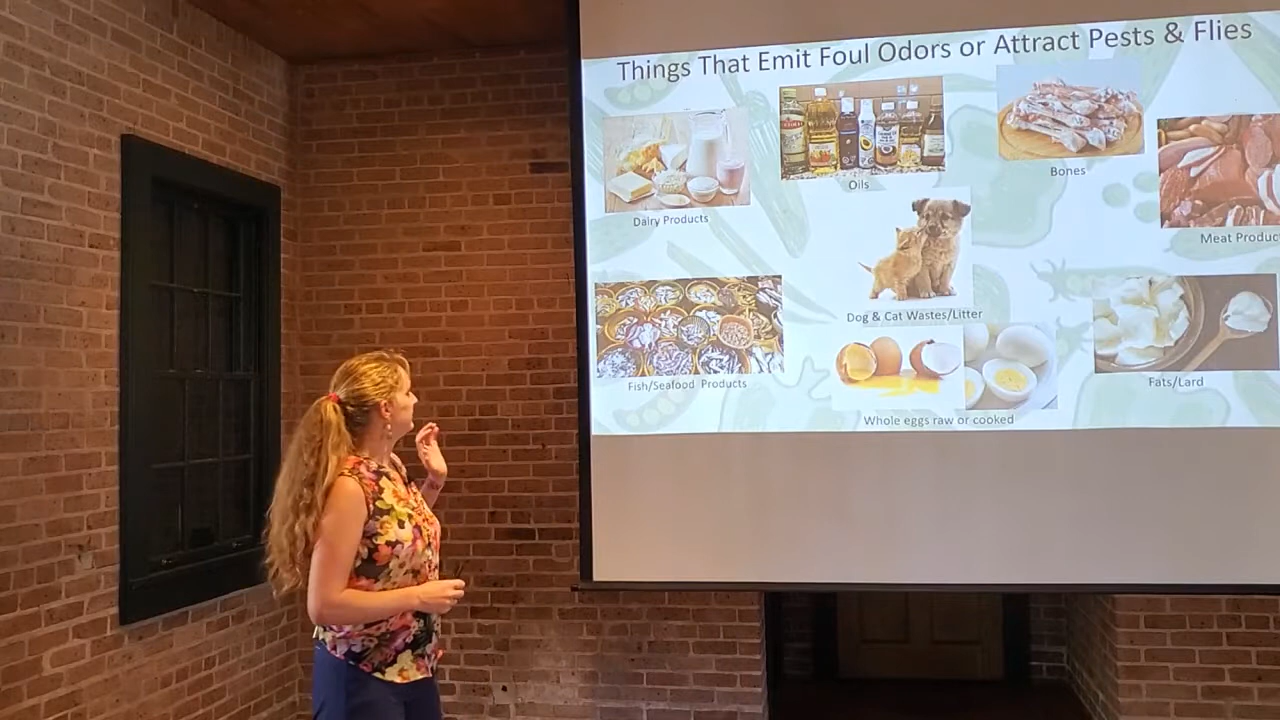 Things That Emit Foul Odors or Attract Pests & Flies
Dairy Products
Oils
Bones
Meat Produc
Dog & Cat Wastes/Litter
Fish/Seafood Products
Whole eggs raw or cooked
Fats/Lard